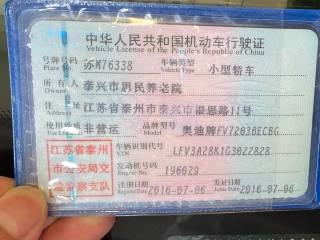 中华人民共和国机动车行驶证
Vehicle License of the People's Republic of China
号牌号码 Plate No. 苏M76338 车辆类型 Vehicle Type 小型轿车
所有人 泰兴市居民养老院
住址 江苏省泰州市泰兴市 思路11号
使用性质 非营运 品牌型号 奥迪牌FV7203BECBG
江苏省泰州 车辆识别代号 VIN LFV3A28K1G3022828
市公安局交 发动机号码 Engine No. 196029
通警察支队 注册日期 2016-07-06 发证日期 2016-07-06